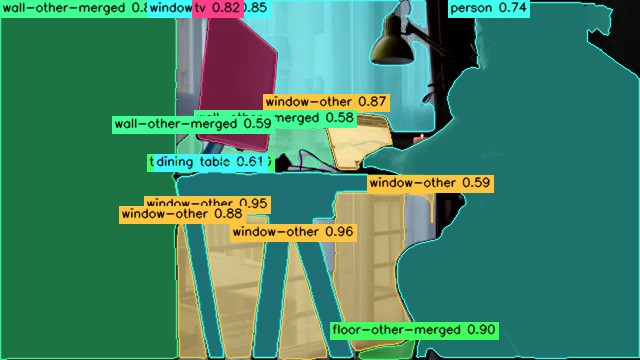 wall-other-merged 0.8
window
tv 0.82
0.85
person 0.74
window-other 0.87
wall-other-merged 0.58
wall-other-merged 0.59
dining table 0.61
window-other 0.59
window-other 0.95
window-other 0.88
window-other 0.96
floor-other-merged 0.90